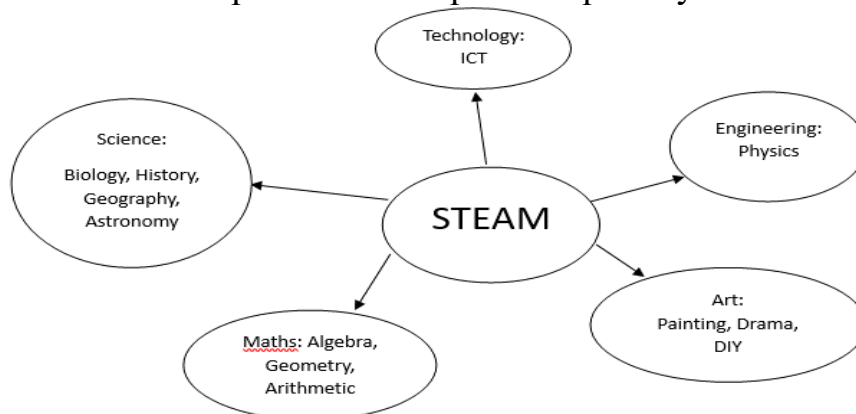 Technology:
ICT
Science:
Biology, History,
Geography,
Astronomy
Engineering:
Physics
STEAM
Art:
Painting, Drama,
DIY
Maths: Algebra,
Geometry,
Arithmetic